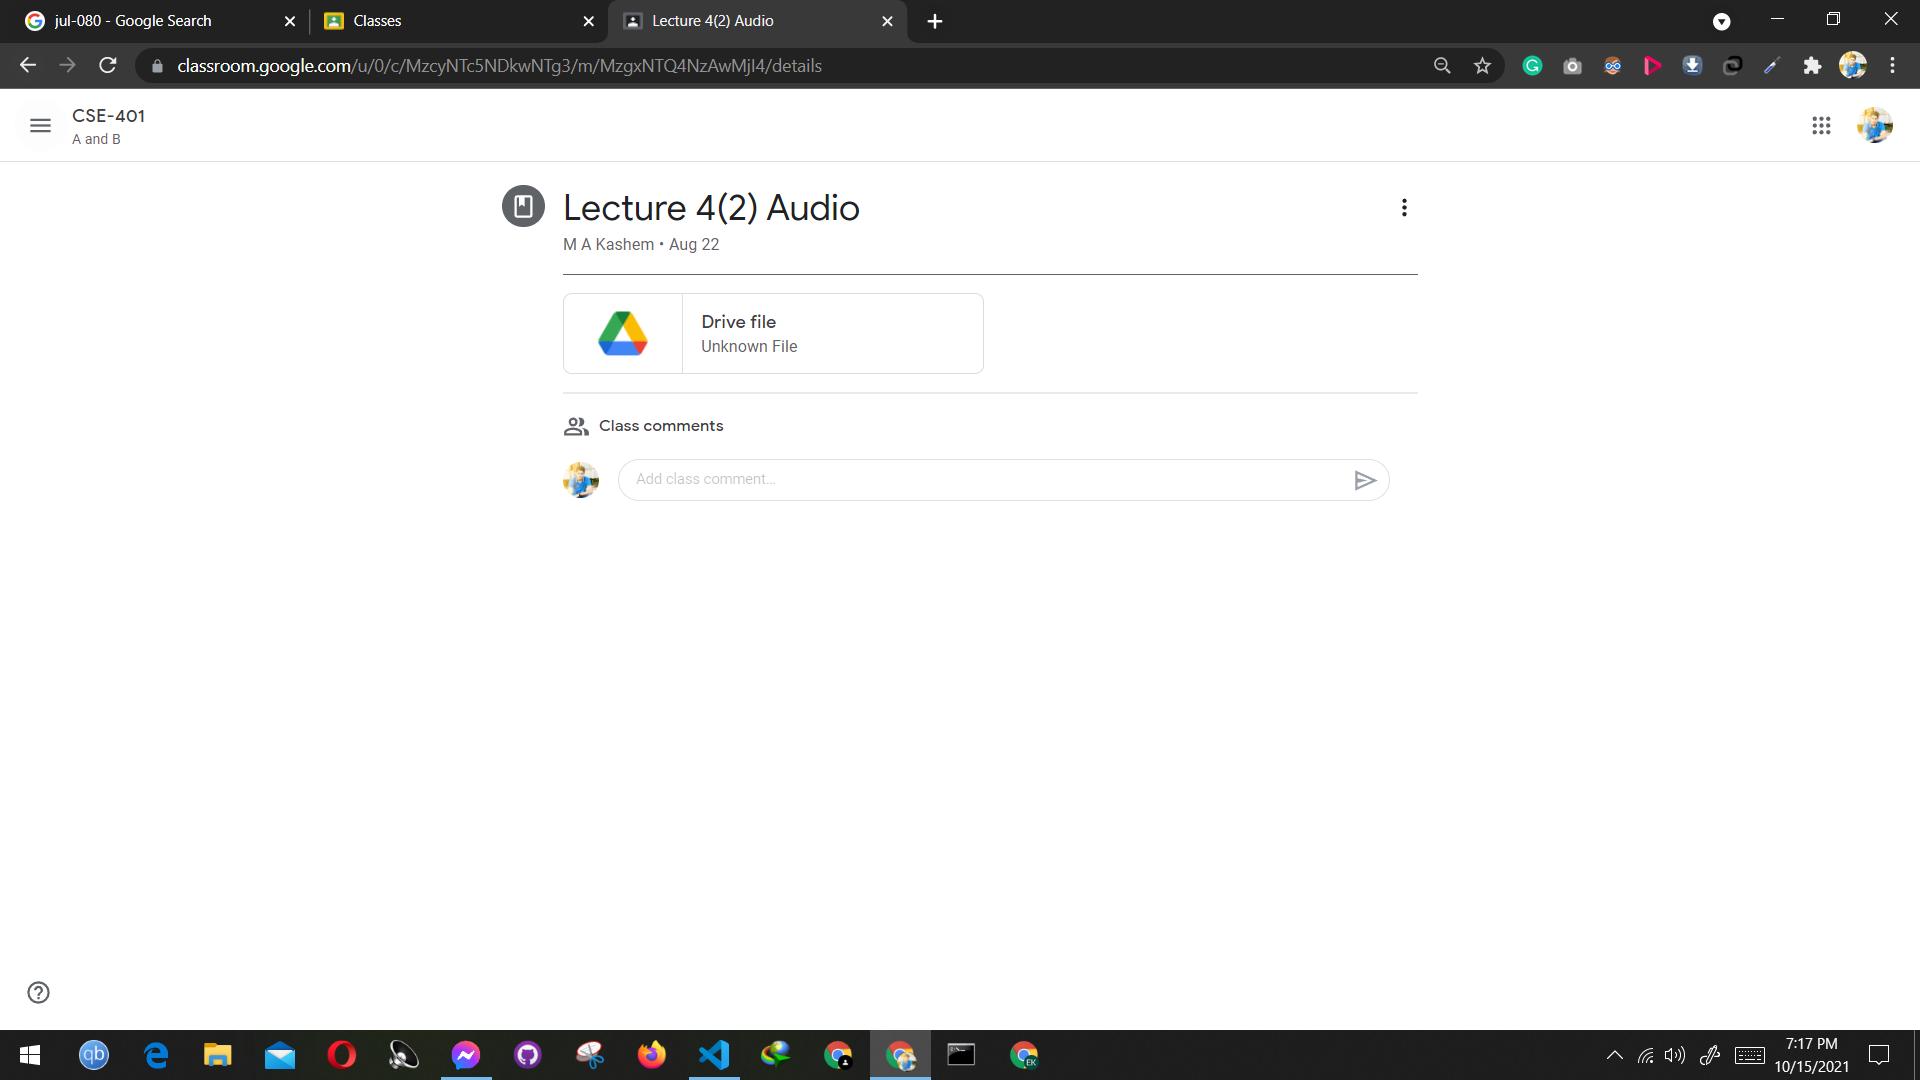 jul-080 - Google Search
Classes
Lecture 4(2) Audio
classroom.google.com/u/0/c/MzcyNTc5NDkwNTg3/m/MzgxNTQ4NzAwMjI4/details
CSE-401
A and B
Lecture 4(2) Audio
M A Kashem • Aug 22
Drive file
Unknown File
Class comments
Add class comment...
qb
EK
7:17 PM
10/15/2021